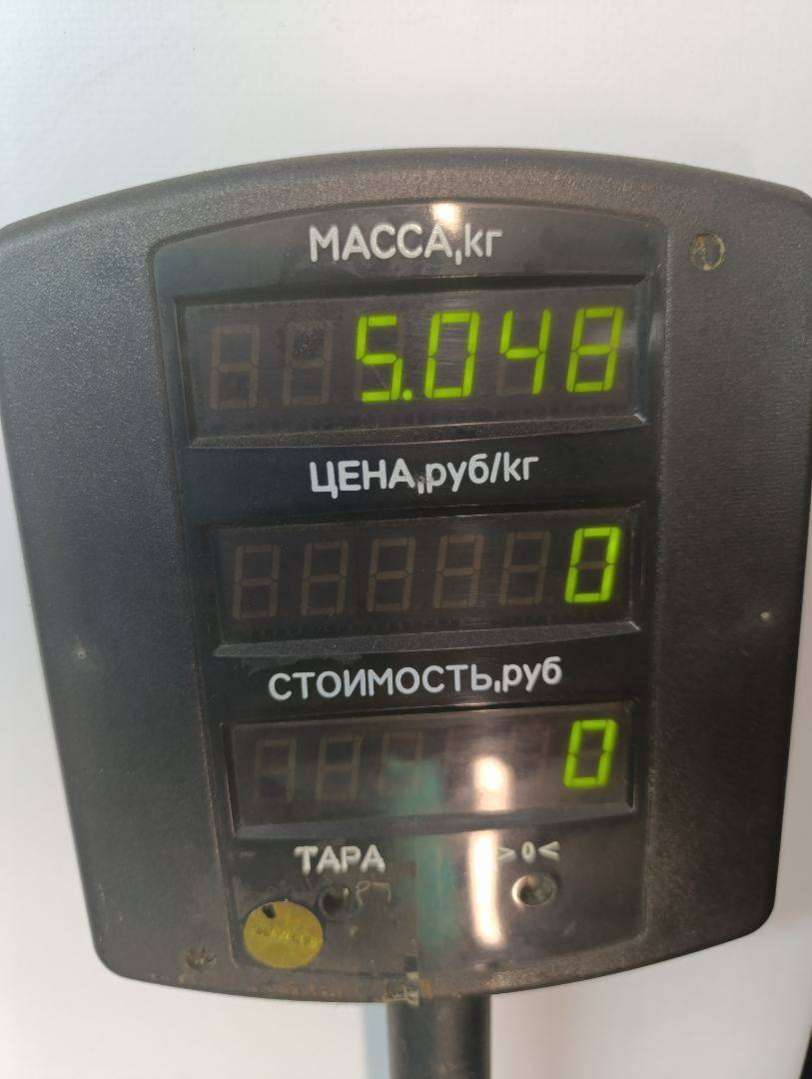 МАССА,кг
5.048
ЦЕНА,руб/кг
0
СТОИМОСТЬ,руб
0
ТАРА >0<